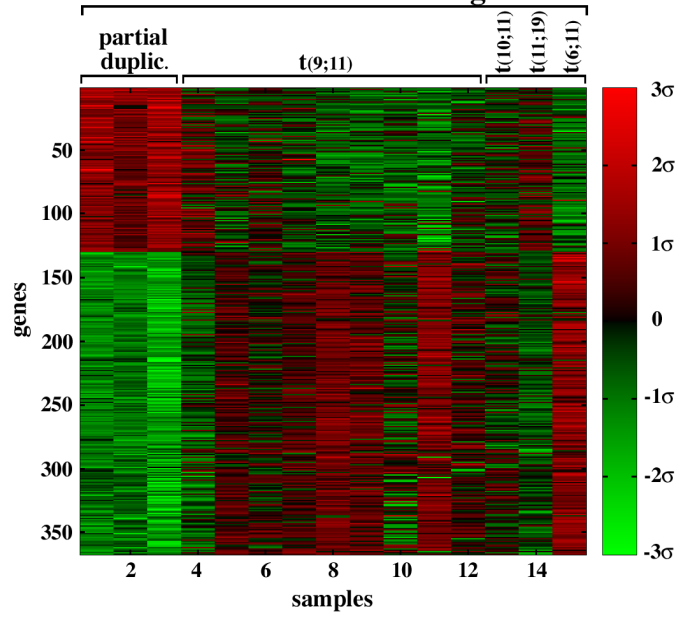 partial
duplic.
t(9;11)
t(10;11)
t(11;19)
t(6;11)
3σ
2σ
1σ
0
-1σ
-2σ
-3σ
50
100
150
200
250
300
350
genes
2
4
6
8
10
12
14
samples